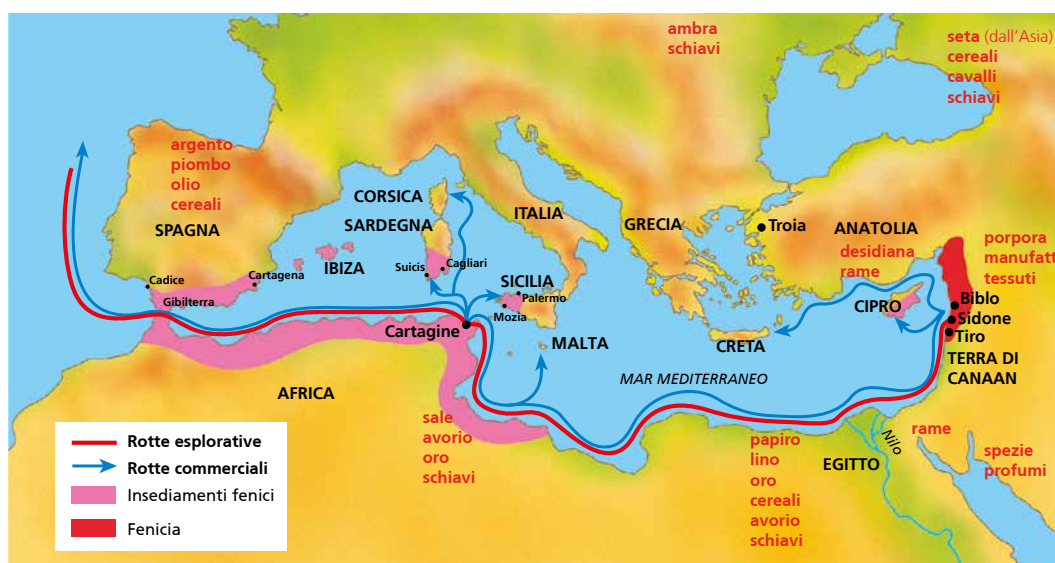 ambra
schiavi
seta (dall'Asia)
cereali
cavalli
schiavi
argento
piombo
olio
cereali
SPAGNA
CORSICA
SARDEGNA
ITALIA
GRECIA
Troia
ANATOLIA
desidiana
rame
porpora
manufatt
tessuti
IBIZA
Cadice
Cartagena
Gibilterra
Suicis
Cagliari
SICILIA
Palermo
Mozia
Cartagine
MALTA
CRETA
CIPRO
Biblo
Sidone
Tiro
TERRA DI
CANAAN
MAR MEDITERRANEO
AFRICA
sale
avorio
oro
schiavi
papiro
lino
oro
cereali
avorio
schiavi
EGITTO
Nilo
rame
spezie
profumi
Rotte esplorative
Rotte commerciali
Insediamenti fenici
Fenicia